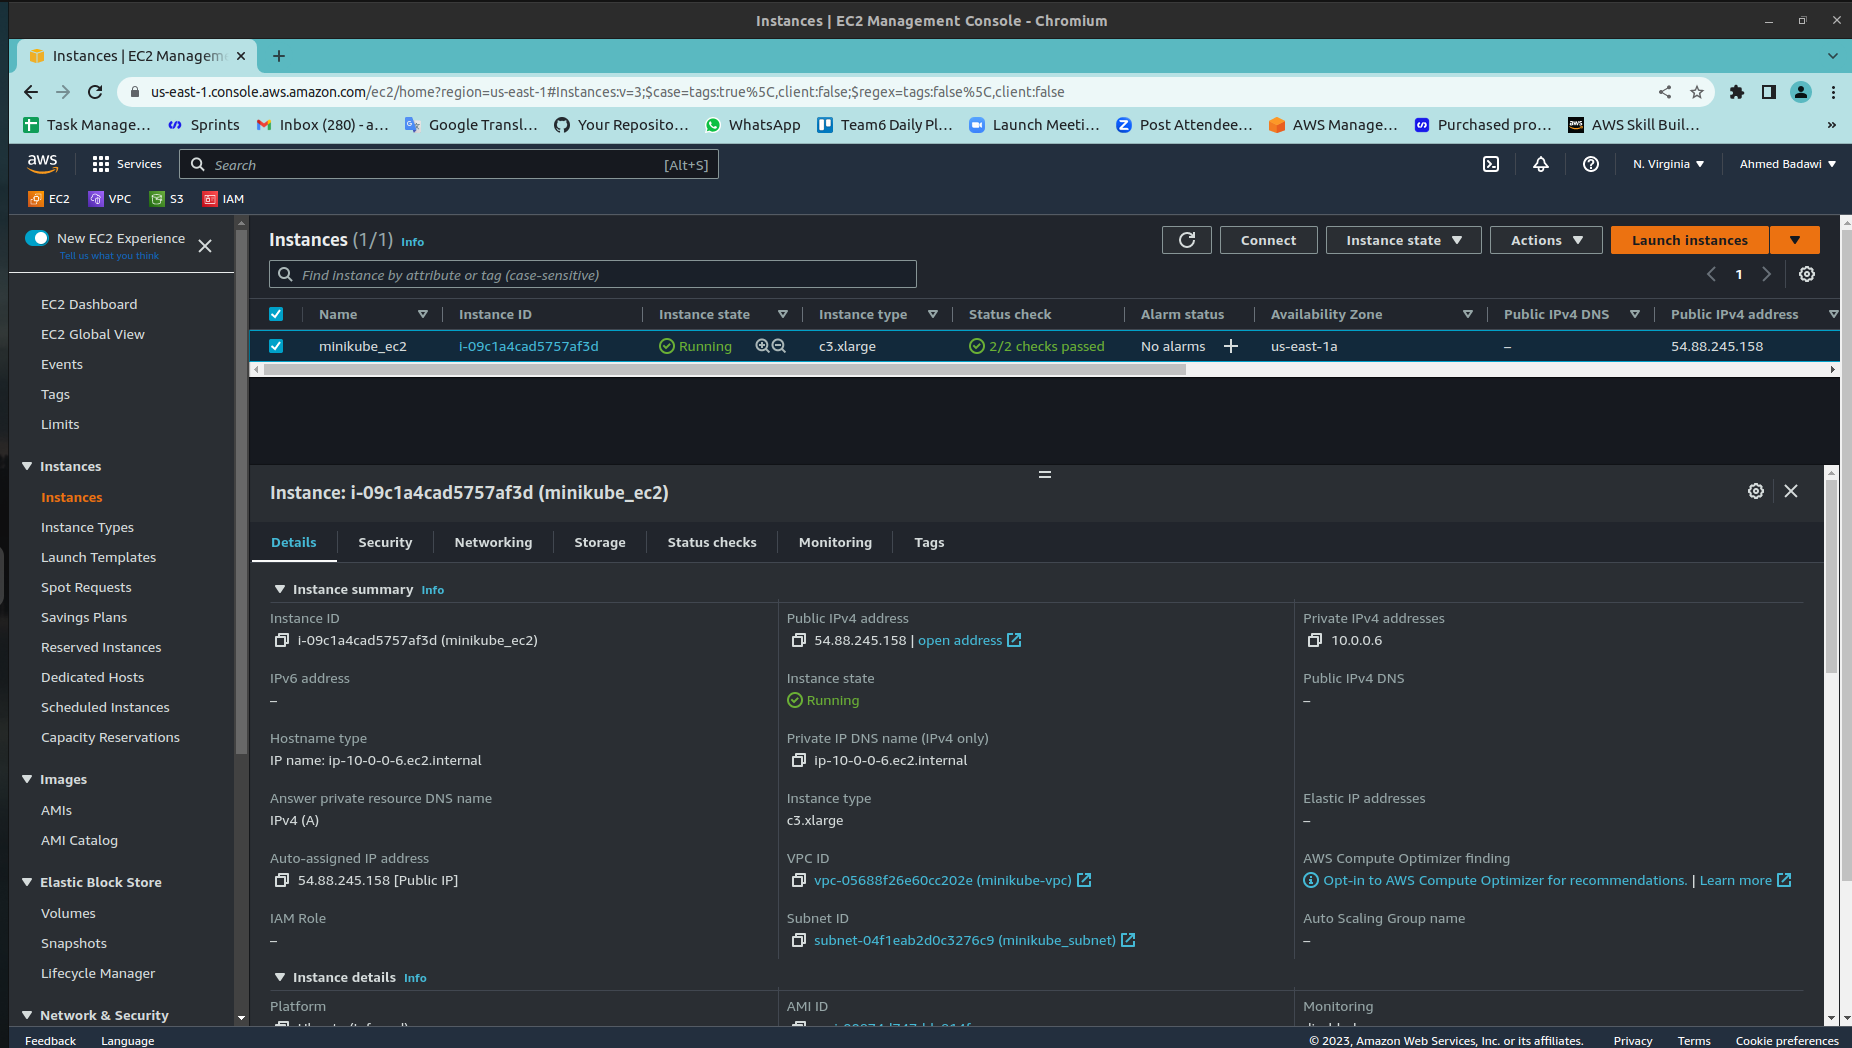 Instances | EC2 Management Console - Chromium
Instances | EC2 Managem
us-east-1.console.aws.amazon.com/ec2/home?region=us-east-1#Instances:v=3;$case=tags:true%5C,client:false;$regex=tags:false%5C,client:false
Task Manage... Sprints Inbox (280) - a... Google Transl... Your Reposito... WhatsApp Team6 Daily Pl... Launch Meeti... Post Attendee... AWS Manage... Purchased pro... AWS Skill Buil... »
aws Services Search [Alt+S] N. Virginia Ahmed Badawi
EC2 VPC S3 IAM
New EC2 Experience
Tell us what you think
EC2 Dashboard
EC2 Global View
Events
Tags
Limits
Instances
Instances
Instance Types
Launch Templates
Spot Requests
Savings Plans
Reserved Instances
Dedicated Hosts
Scheduled Instances
Capacity Reservations
Images
AMIs
AMI Catalog
Elastic Block Store
Volumes
Snapshots
Lifecycle Manager
Network & Security
Instances (1/1) Info
Connect Instance state Actions Launch instances
Find instance by attribute or tag (case-sensitive)
1
Name Instance ID Instance state Instance type Status check Alarm status Availability Zone Public IPv4 DNS Public IPv4 address
minikube_ec2 i-09c1a4cad5757af3d Running c3.xlarge 2/2 checks passed No alarms us-east-1a – 54.88.245.158
Instance: i-09c1a4cad5757af3d (minikube_ec2)
Details Security Networking Storage Status checks Monitoring Tags
Instance summary Info
Instance ID
i-09c1a4cad5757af3d (minikube_ec2)
Public IPv4 address
54.88.245.158 | open address
Private IPv4 addresses
10.0.0.6
IPv6 address
–
Instance state
Running
Public IPv4 DNS
–
Hostname type
IP name: ip-10-0-0-6.ec2.internal
Private IP DNS name (IPv4 only)
ip-10-0-0-6.ec2.internal
Answer private resource DNS name
IPv4 (A)
Instance type
c3.xlarge
Elastic IP addresses
–
Auto-assigned IP address
54.88.245.158 [Public IP]
VPC ID
vpc-05688f26e60cc202e (minikube-vpc)
AWS Compute Optimizer finding
Opt-in to AWS Compute Optimizer for recommendations. | Learn more
IAM Role
–
Subnet ID
subnet-04f1eab2d0c3276c9 (minikube_subnet)
Auto Scaling Group name
–
Instance details Info
Platform
AMI ID
Monitoring
Feedback Language © 2023, Amazon Web Services, Inc. or its affiliates. Privacy Terms Cookie preferences